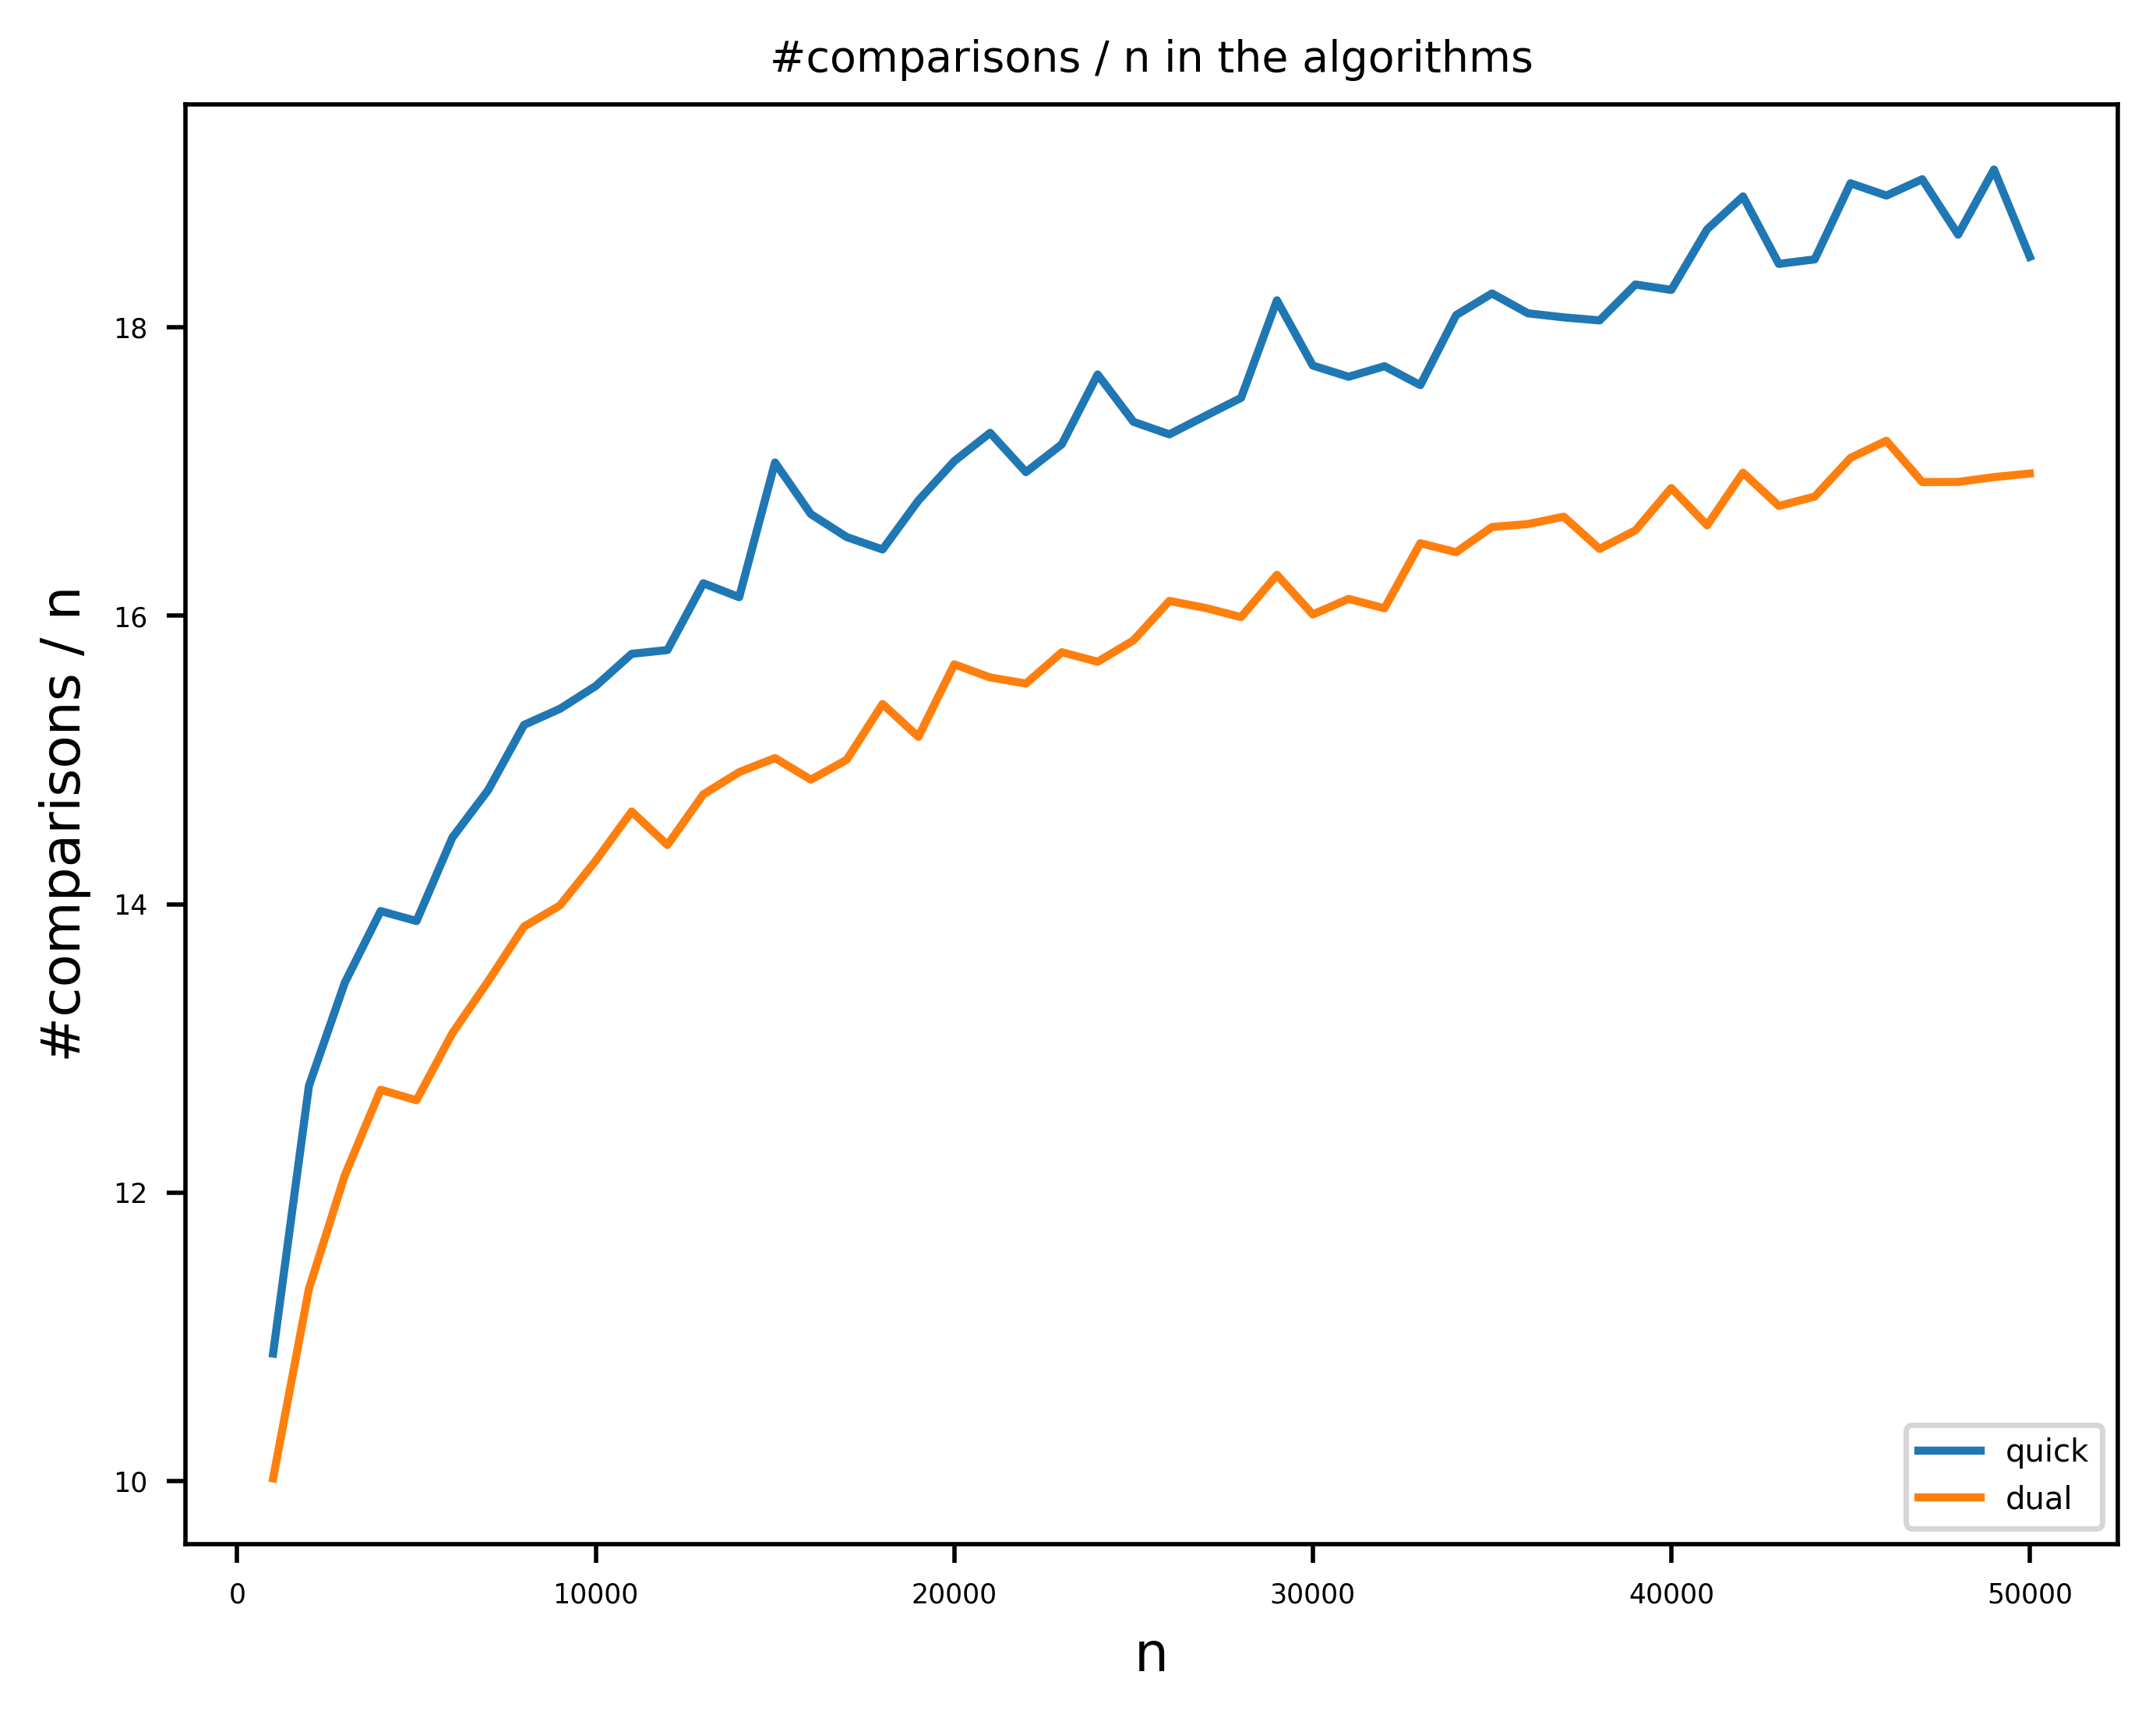 #comparisons / n in the algorithms
#comparisons / n
18
16
14
12
10
quick
dual
0 10000 20000 30000 40000 50000
n